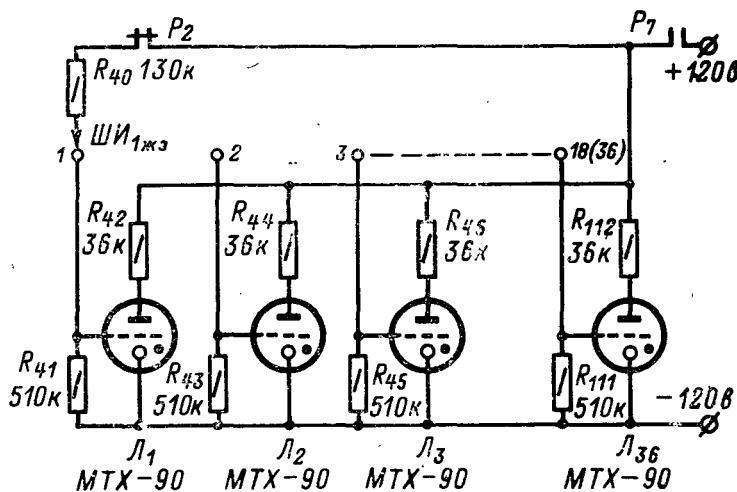 P₂
P₇
R₄₀ 130к
+120в
1
ШИ₁жз
2
3
18(36)
R₄₂
36к
R₄₄
36к
R₄₆
36к
R₁₁₂
36к
R₄₁
510к
R₄₃
510к
R₄₅
510к
R₁₁₁
510к
-120в
Л₁
МТХ-90
Л₂
МТХ-90
Л₃
МТХ-90
Л₃₆
МТХ-90